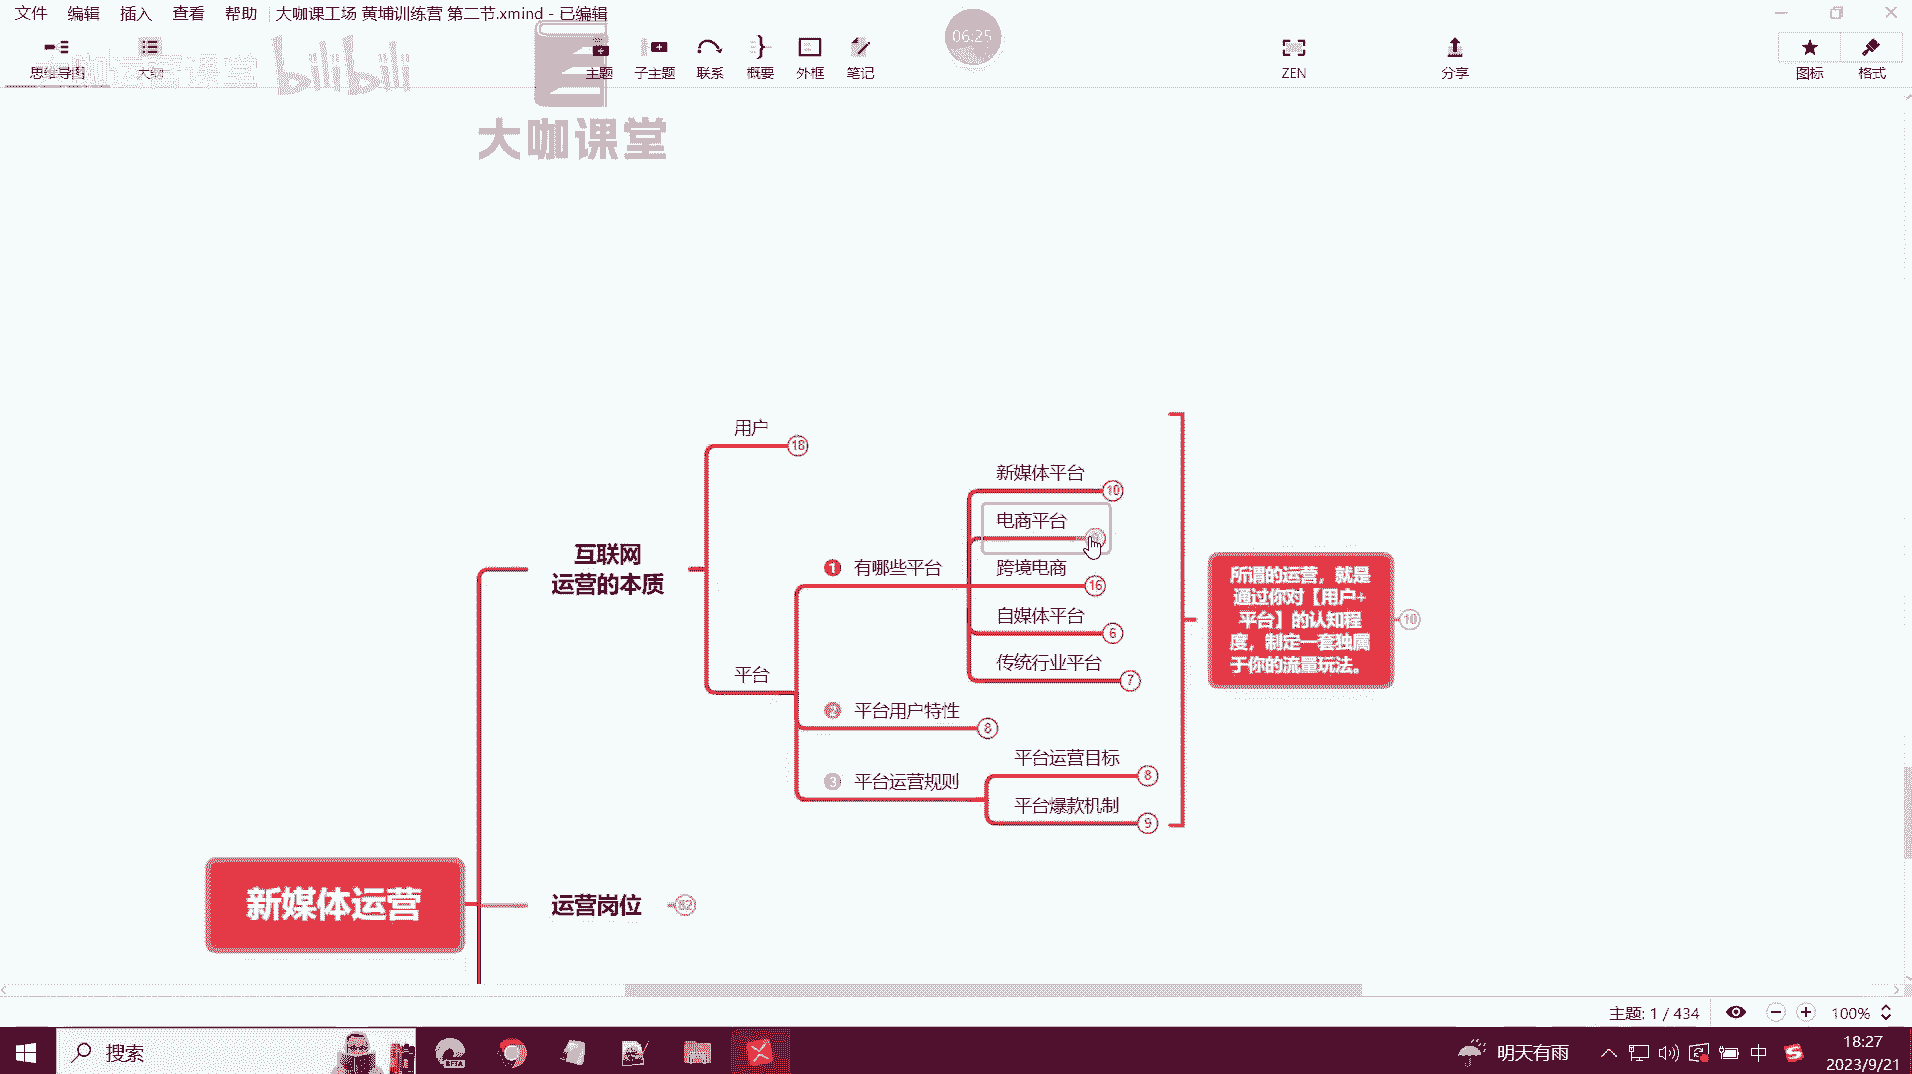 文件 编辑 插入 查看 帮助 大咖课工场 黄埔训练营 第二节.xmind - 已编辑
思维导图 大纲 主题 子主题 联系 概要 外框 笔记 ZEN 分享 图标 格式
大咖运营课堂 bilibili
06:25
大咖课堂
用户 18
新媒体平台 10
电商平台
1 有哪些平台
跨境电商 16
自媒体平台 6
传统行业平台 7
互联网
运营的本质
平台
2 平台用户特性 8
3 平台运营规则
平台运营目标 8
平台爆款机制 9
所谓的运营，就是
通过你对【用户+
平台】的认知程
度，制定一套独属
于你的流量玩法。
10
新媒体运营
运营岗位 82
主题: 1 / 434 100%
搜索 BETA 明天有雨 中 18:27
2023/9/21